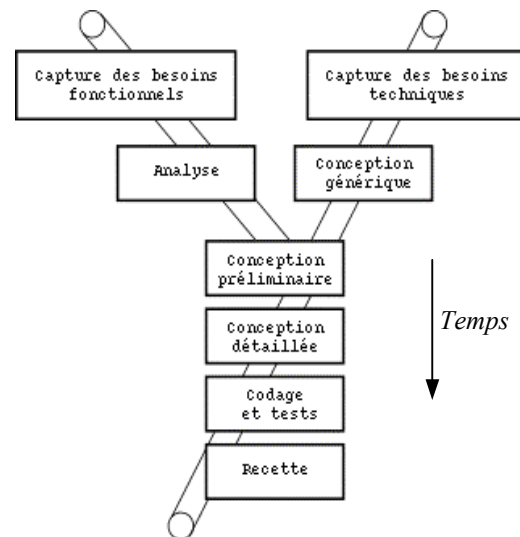 Capture des besoins
fonctionnels
Capture des besoins
techniques
Analyse
Conception
générique
Conception
préliminaire
Conception
détaillée
Temps
Codage
et tests
Recette